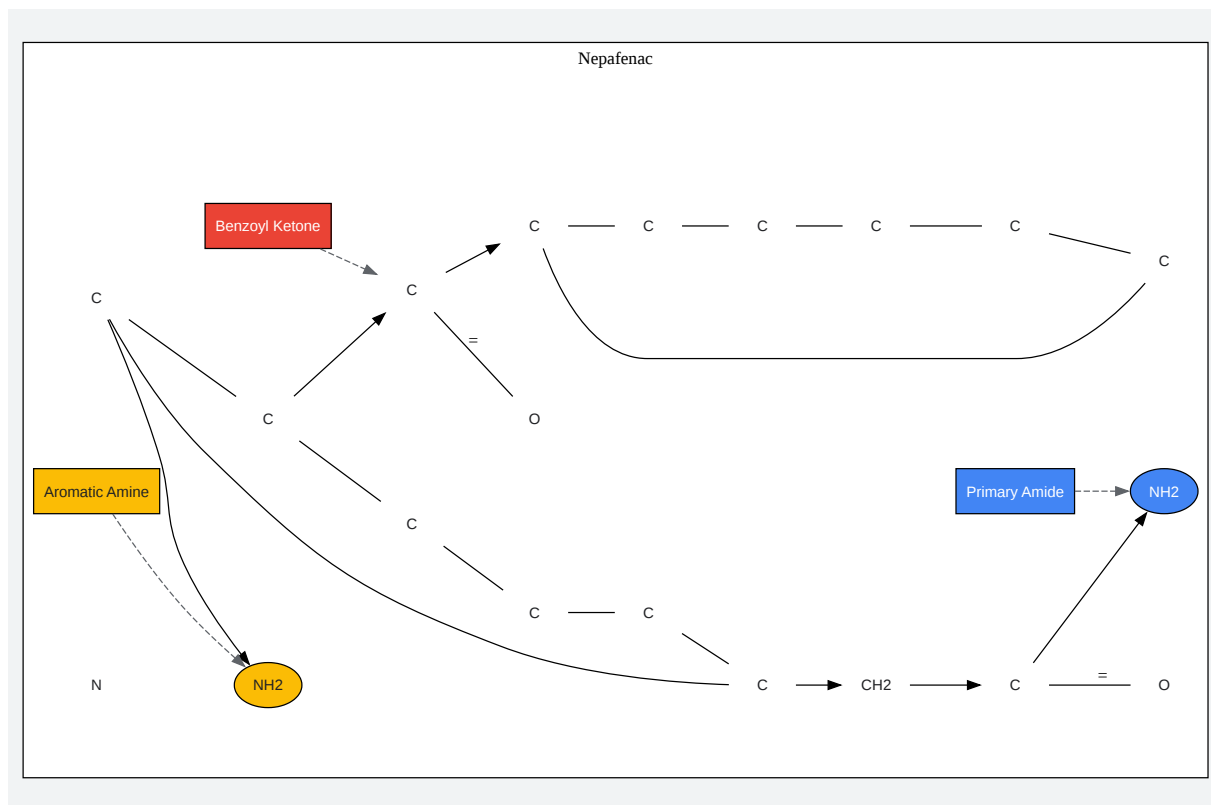 Nepafenac
Benzoyl Ketone
C
C
C
C
C
C
C
C
=
C
O
Aromatic Amine
Primary Amide
NH2
C
C
C
N
NH2
C
CH2
C
=
O